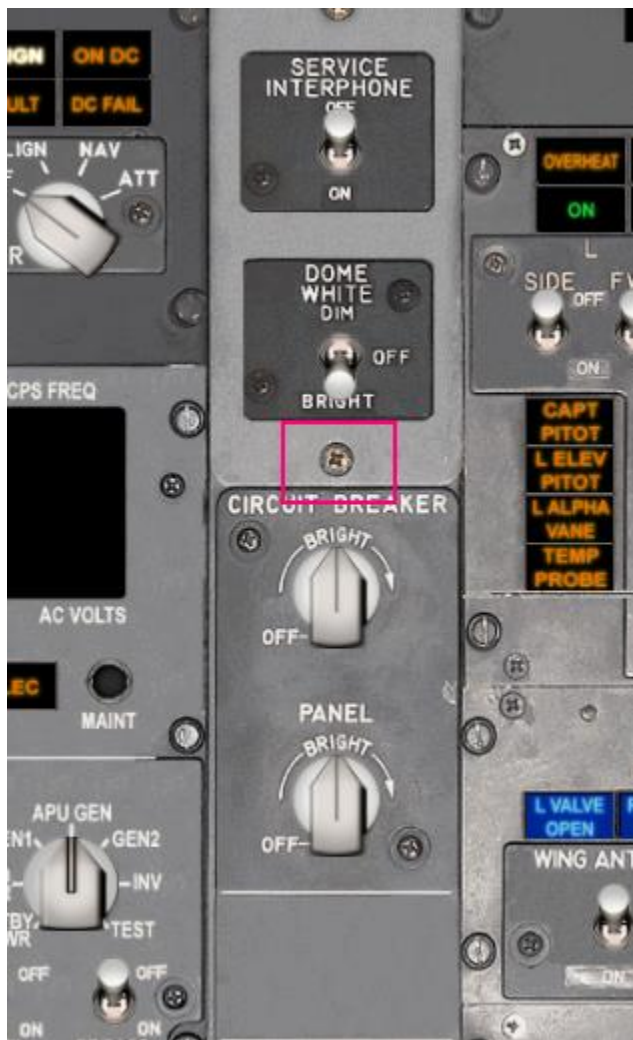 ON DC
DC FAIL
NAV
ATT
CPS FREQ
AC VOLTS
MAINT
APU GEN
GEN2
INV
TEST
OFF
OFF
ON
ON
SERVICE
INTERPHONE
OFF
ON
DOME
WHITE
DIM
OFF
BRIGHT
CIRCUIT BREAKER
BRIGHT
OFF
PANEL
BRIGHT
OFF
OVERHEAT
ON
L
SIDE
OFF
ON
CAPT
PITOT
L ELEV
PITOT
L ALPHA
VANE
TEMP
PROBE
L VALVE
OPEN
WING ANT
ON